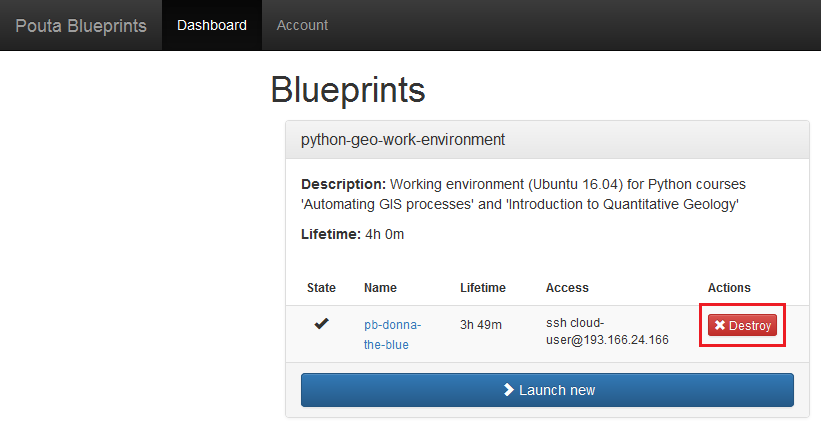 Pouta Blueprints Dashboard Account
Blueprints
python-geo-work-environment
Description: Working environment (Ubuntu 16.04) for Python courses
'Automating GIS processes' and 'Introduction to Quantitative Geology'
Lifetime: 4h 0m
State Name Lifetime Access Actions
pb-donna-
the-blue
3h 49m
ssh cloud-
user@193.166.24.166
Destroy
Launch new